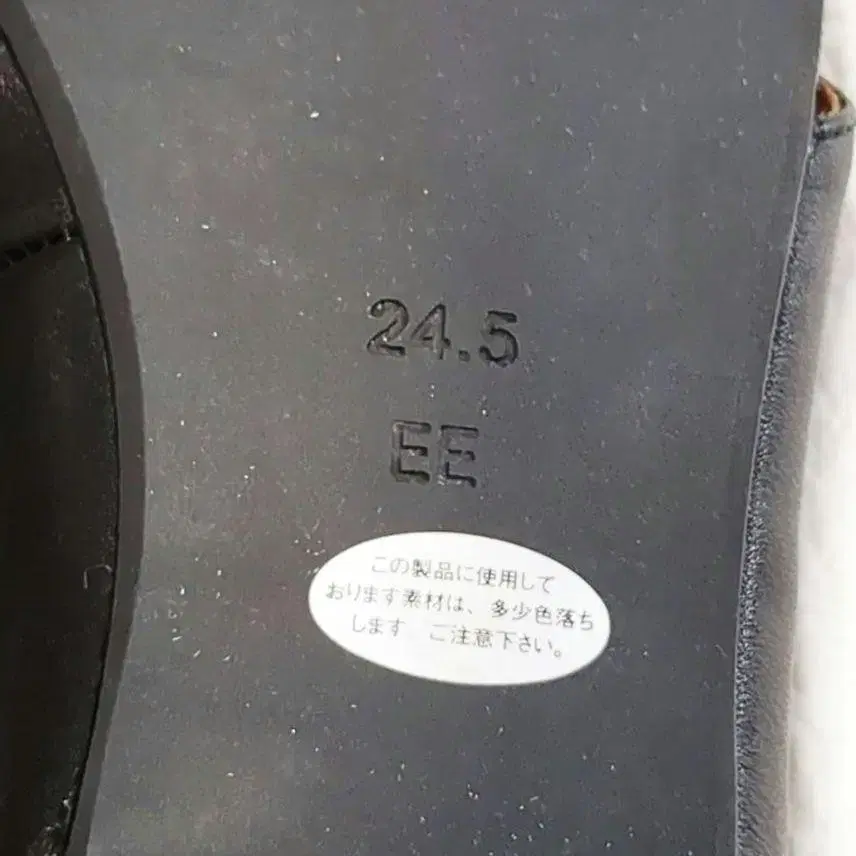 24.5
EE
この製品に使用して
おります素材は、多少色落ち
します ご注意下さい。